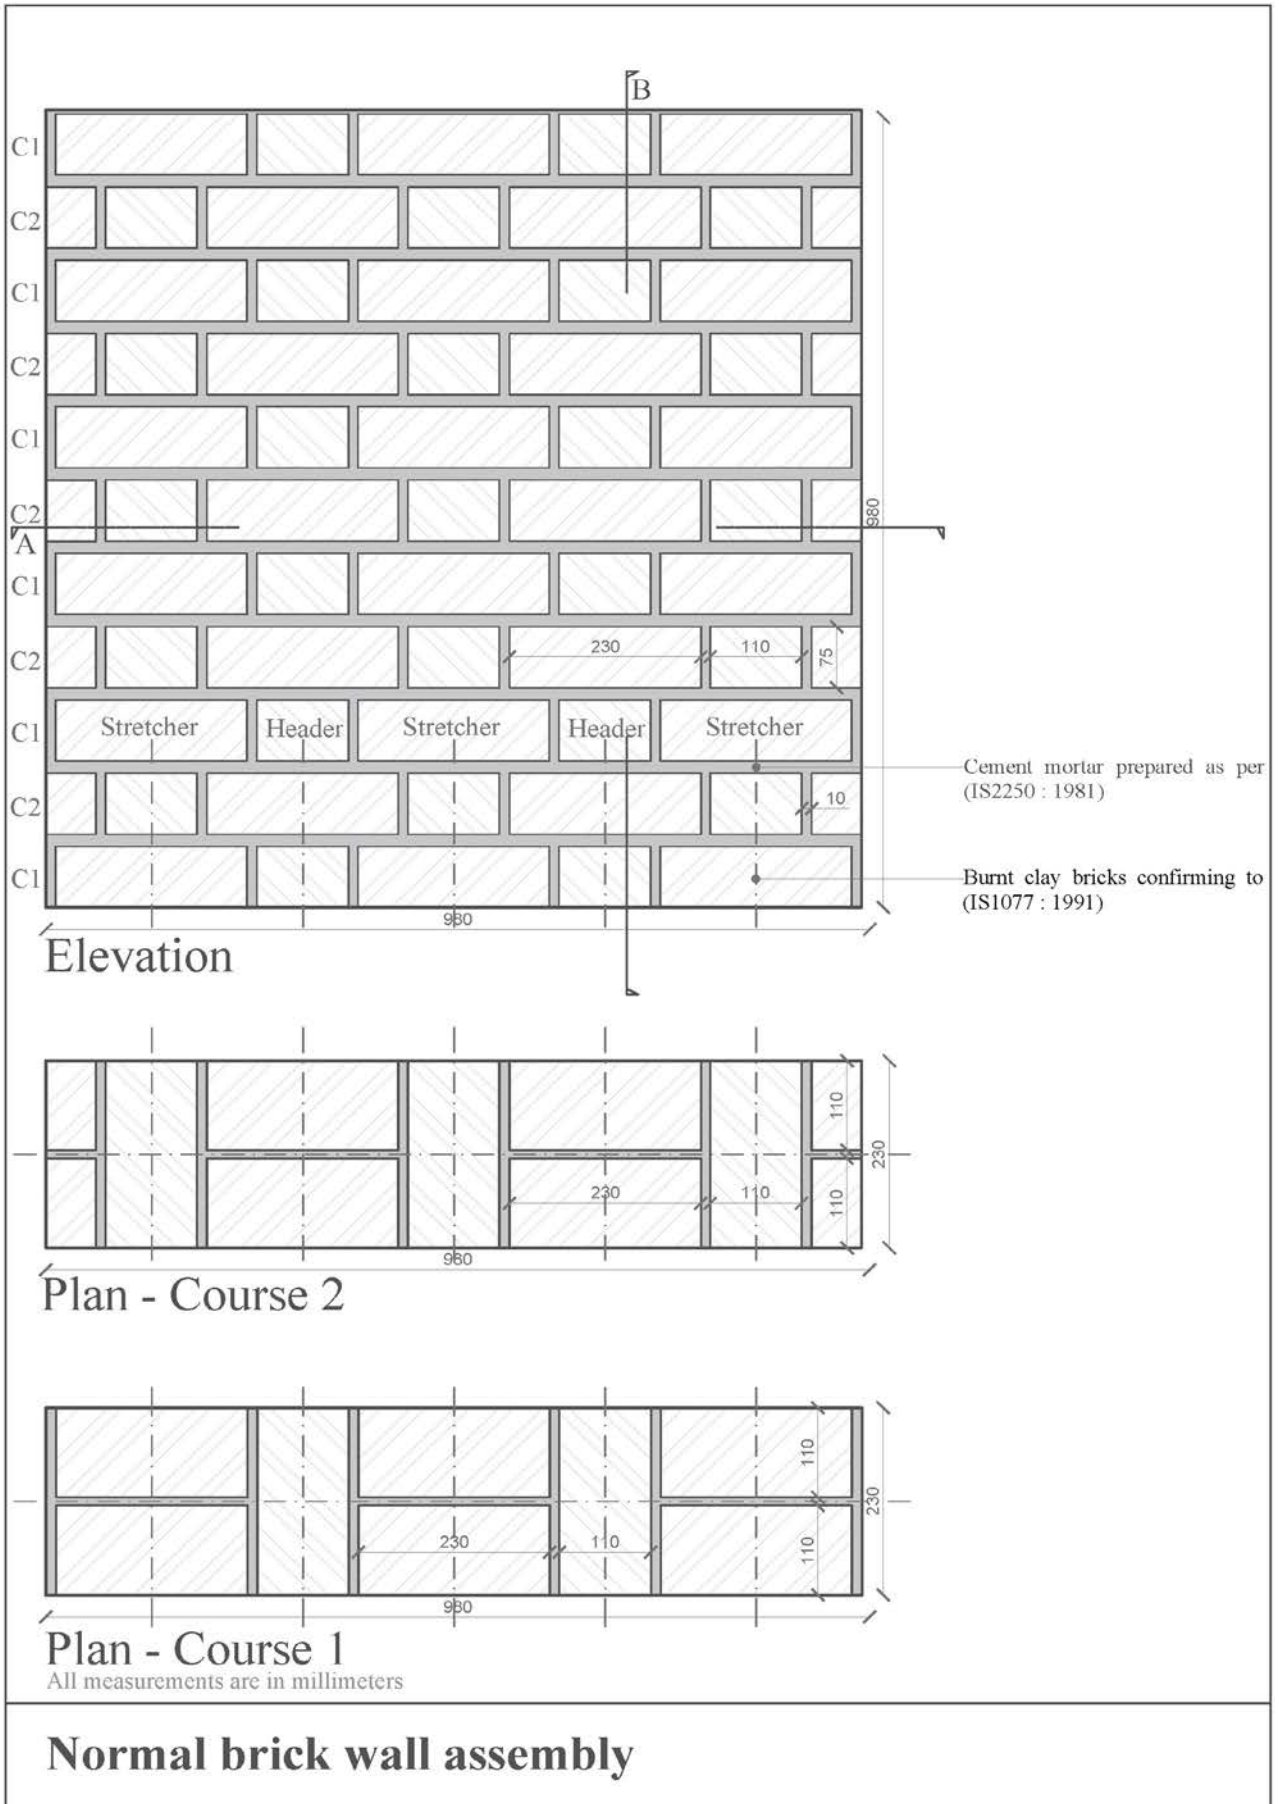 B
C1
C2
C1
C2
C1
C2
980
A
C1
C2
230
110
75
C1
Stretcher
Header
Stretcher
Header
Stretcher
Cement mortar prepared as per
(IS2250 : 1981)
C2
10
C1
Burnt clay bricks confirming to
(IS1077 : 1991)
980
Elevation
110
230
230
110
110
980
Plan - Course 2
110
230
230
110
110
980
Plan - Course 1
All measurements are in millimeters
Normal brick wall assembly